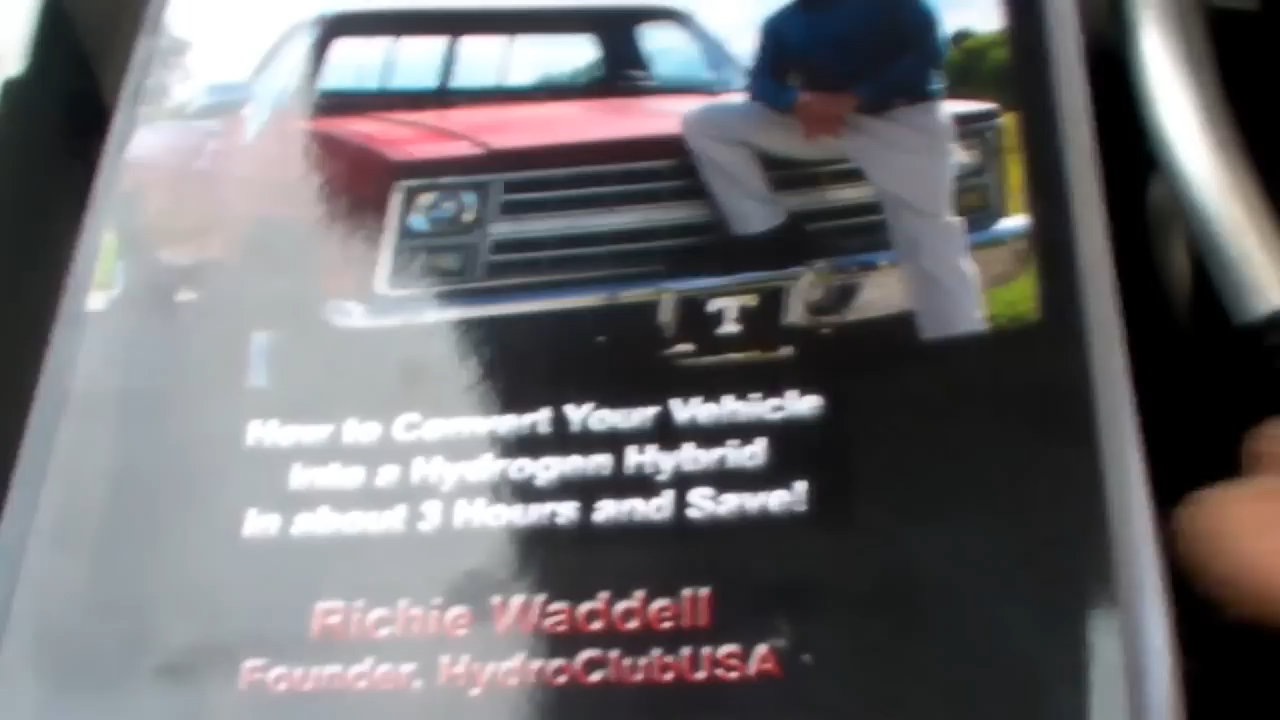 T
How to Convert Your Vehicle
Into a Hydrogen Hybrid
In about 3 Hours and Save!
Richie Waddell
Founder, HydroClubUSA